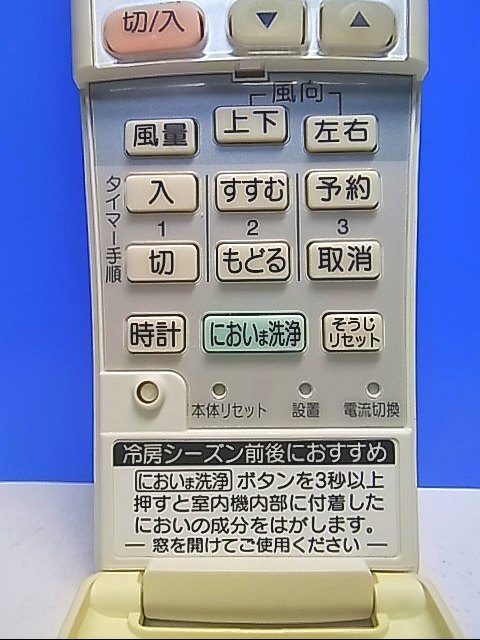 切/入 ▼ ▲
風向
風量 上下 左右
タイマー手順
入 すすむ 予約
1 2 3
切 もどる 取消
時計 においま洗浄 そうじ
リセット
本体リセット 設置 電流切換
冷房シーズン前後におすすめ
においま洗浄 ボタンを3秒以上
押すと室内機内部に付着した
においの成分をはがします。
― 窓を開けてご使用ください ―